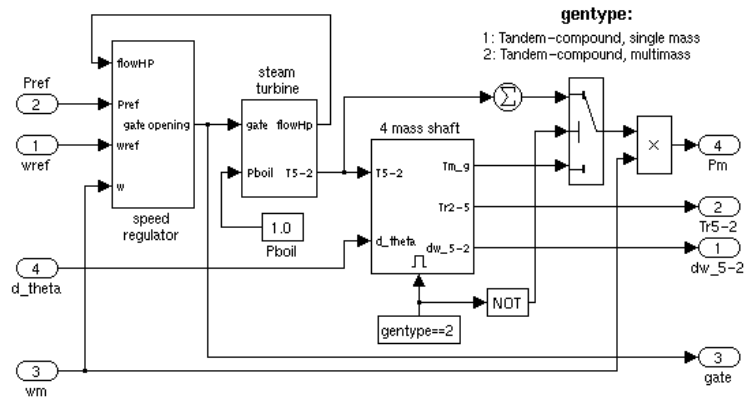 gentype:
1: Tandem-compound, single mass
2: Tandem-compound, multimass
flowHP
Pref
2
Pref
gate opening
1
wref
wref
w
speed
regulator
steam
turbine
gate
flowHp
Pboil
T5-2
1.0
Pboil
4 mass shaft
T5-2
Tm_g
Tr2-5
d_theta
dw_5-2
Σ
×
4
Pm
2
Tr5-2
1
dw_5-2
4
d_theta
NOT
gentype==2
3
wm
3
gate